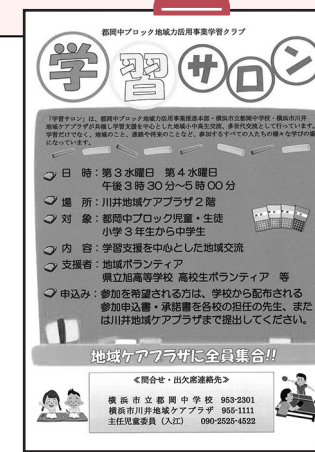 都岡中ブロック地域力活用事業学習クラブ
学習サロン
「学習サロン」は、都岡中ブロック地域力活用事業推進本部・横浜市立都岡中学校・横浜市川井
地域ケアプラザが共催し学習支援を中心とした地域小中高生交流、多世代交流として行っています。
学習だけでなく、地域のこと、進路や将来のことなど、参加するすべての人たちの様々な学びの場
になっています。
日 時：第3水曜日 第4水曜日
午後3時30分～5時00分
場 所：川井地域ケアプラザ2階
対 象：都岡中ブロック児童・生徒
小学3年生から中学生
内 容：学習支援を中心とした地域交流
支援者：地域ボランティア
県立旭高等学校 高校生ボランティア 等
申込み：参加を希望される方は、学校から配布される
参加申込書・承諾書を各校の担任の先生、また
は川井地域ケアプラザまで提出してください。
地域ケアプラザに全員集合!!
≪問合せ・出欠席連絡先≫
横浜市立都岡中学校 953-2301
横浜市川井地域ケアプラザ 955-1111
主任児童委員（入江） 090-2525-4522